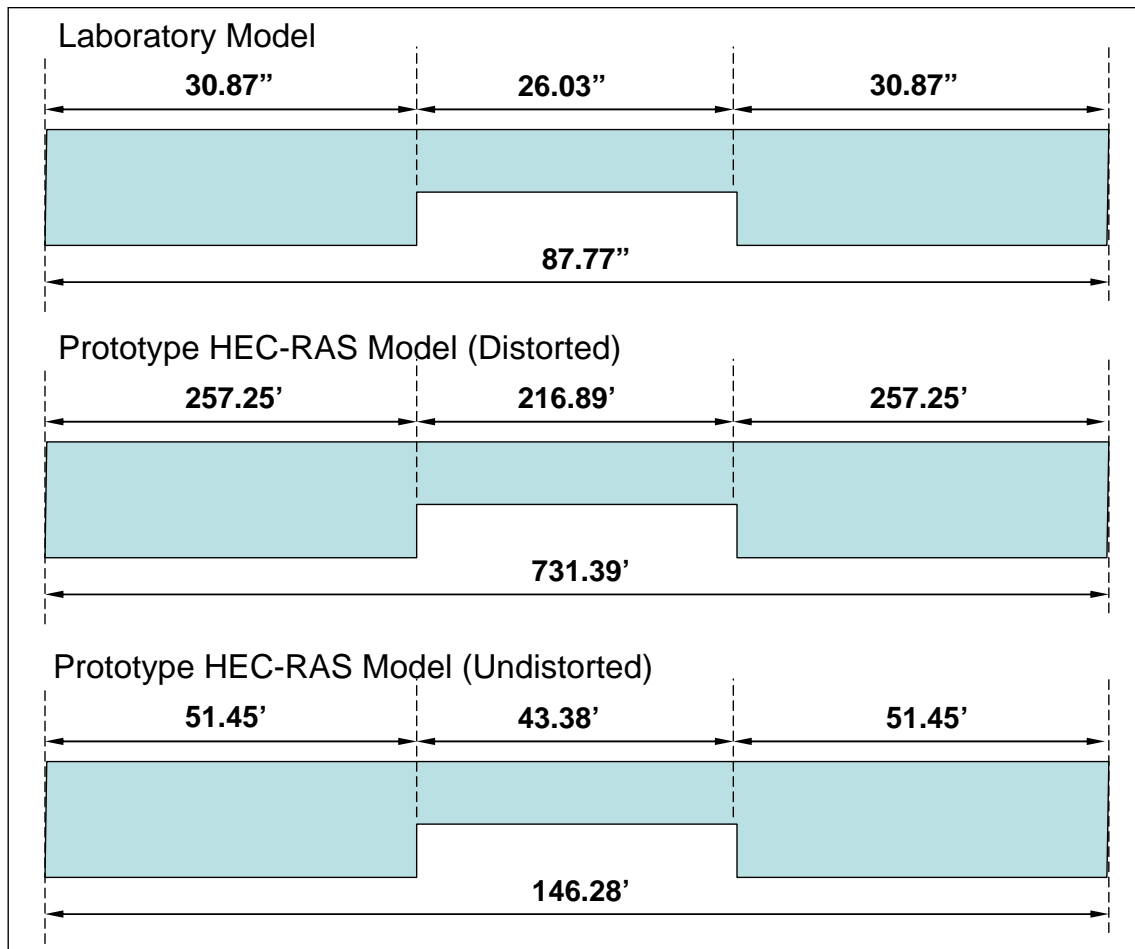 Laboratory Model
30.87” 26.03” 30.87”
87.77”
Prototype HEC-RAS Model (Distorted)
257.25’ 216.89’ 257.25’
731.39’
Prototype HEC-RAS Model (Undistorted)
51.45’ 43.38’ 51.45’
146.28’